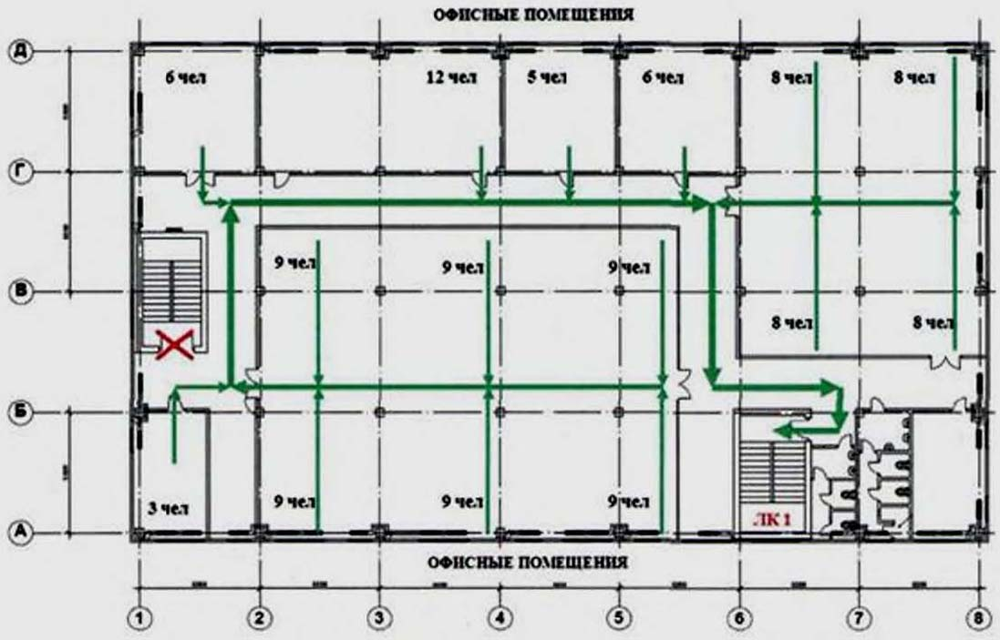 ОФИСНЫЕ ПОМЕЩЕНИЯ
Д
6 чел
12 чел
5 чел
6 чел
8 чел
8 чел
Г
9 чел
9 чел
9 чел
В
8 чел
8 чел
Б
9 чел
9 чел
9 чел
3 чел
ЛК 1
А
ОФИСНЫЕ ПОМЕЩЕНИЯ
1 2 3 4 5 6 7 8